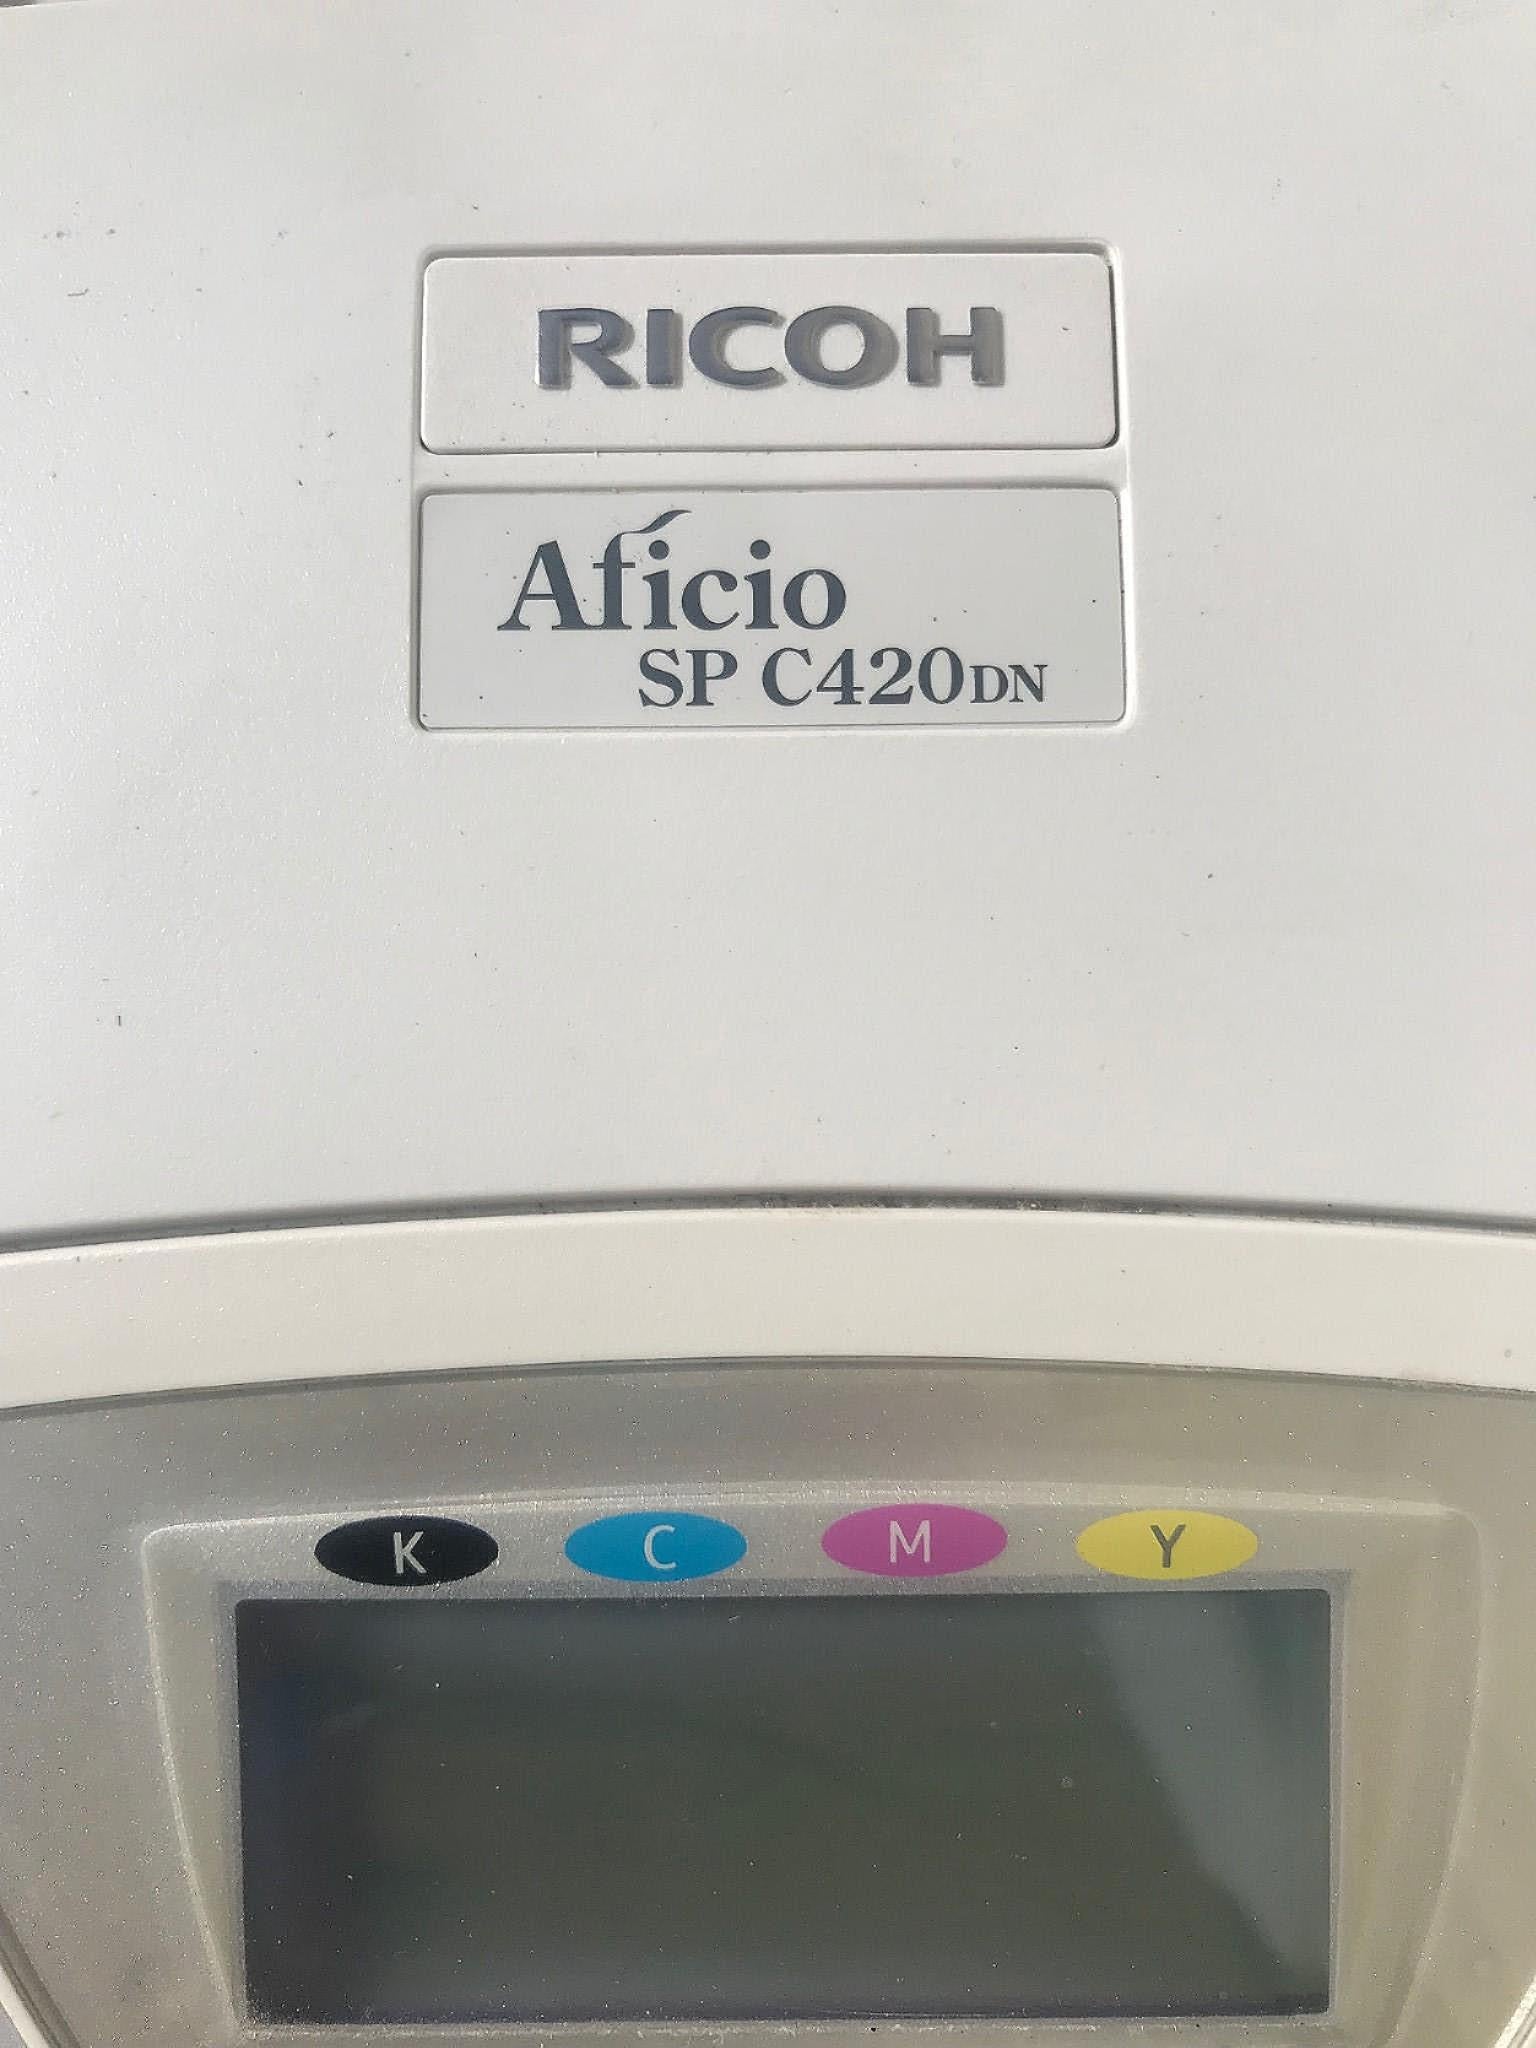 RICOH
Aficio
SP C420DN
K C M Y